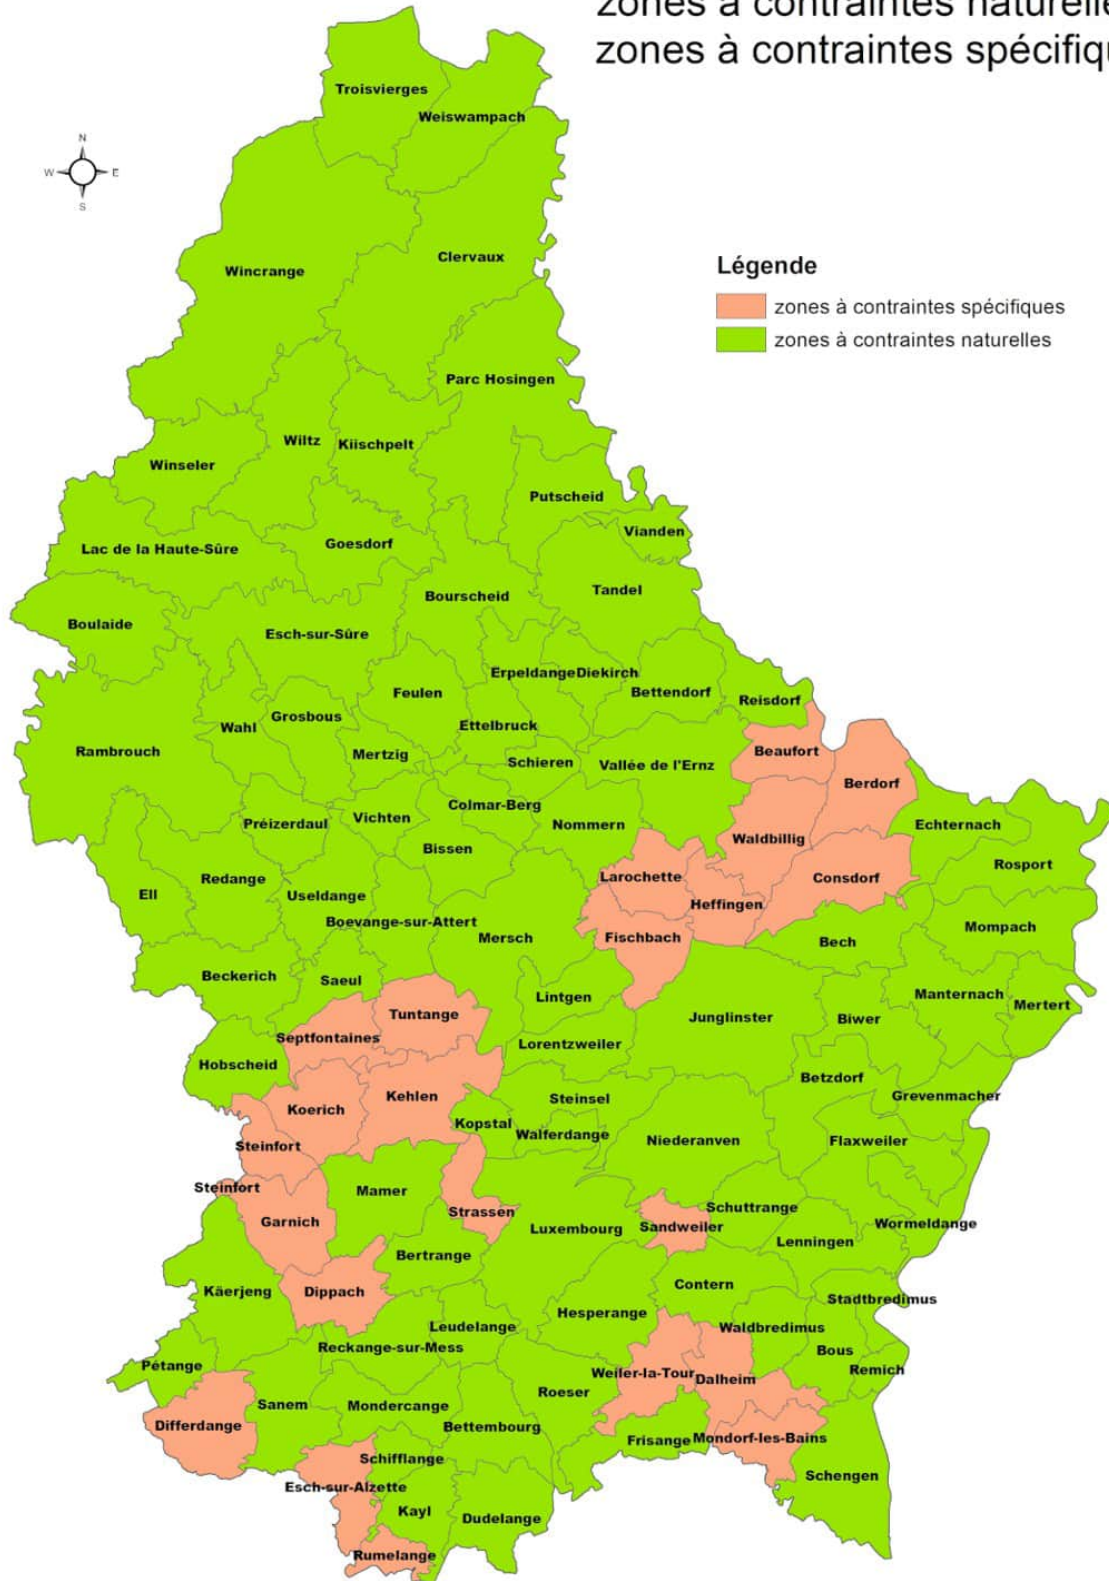 zones à contraintes naturelle
zones à contraintes spécifiqu
N
W E
S
Légende
zones à contraintes spécifiques
zones à contraintes naturelles
Troisvierges
Weiswampach
Clervaux
Wincrange
Parc Hosingen
Wiltz
Kiischpelt
Winseler
Putscheid
Vianden
Goesdorf
Lac de la Haute-Sûre
Tandel
Bourscheid
Boulaide
Esch-sur-Sûre
Erpeldange
Diekirch
Feulen
Bettendorf
Reisdorf
Grosbous
Wahl
Ettelbruck
Rambrouch
Mertzig
Schieren
Vallée de l'Ernz
Beaufort
Berdorf
Colmar-Berg
Préizerdaul
Vichten
Nommern
Echternach
Waldbillig
Bissen
Rosport
Larochette
Consdorf
Redange
Ell
Useldange
Heffingen
Boevange-sur-Attert
Mompach
Mersch
Fischbach
Bech
Beckerich
Saeul
Lintgen
Manternach
Mertert
Tuntange
Junglinster
Biwer
Septfontaines
Lorentzweiler
Hobscheid
Betzdorf
Kehlen
Steinsel
Grevenmacher
Koerich
Kopstal
Walferdange
Niederanven
Flaxweiler
Steinfort
Steinfort
Mamer
Garnich
Strassen
Schuttrange
Luxembourg
Sandweiler
Wormeldange
Lenningen
Bertrange
Contern
Käerjeng
Dippach
Stadtbredimus
Hesperange
Leudelange
Waldbredimus
Reckange-sur-Mess
Bous
Pétange
Remich
Weiler-la-Tour
Dalheim
Roeser
Sanem
Mondercange
Differdange
Bettembourg
Frisange
Mondorf-les-Bains
Schifflange
Schengen
Esch-sur-Alzette
Kayl
Dudelange
Rumelange